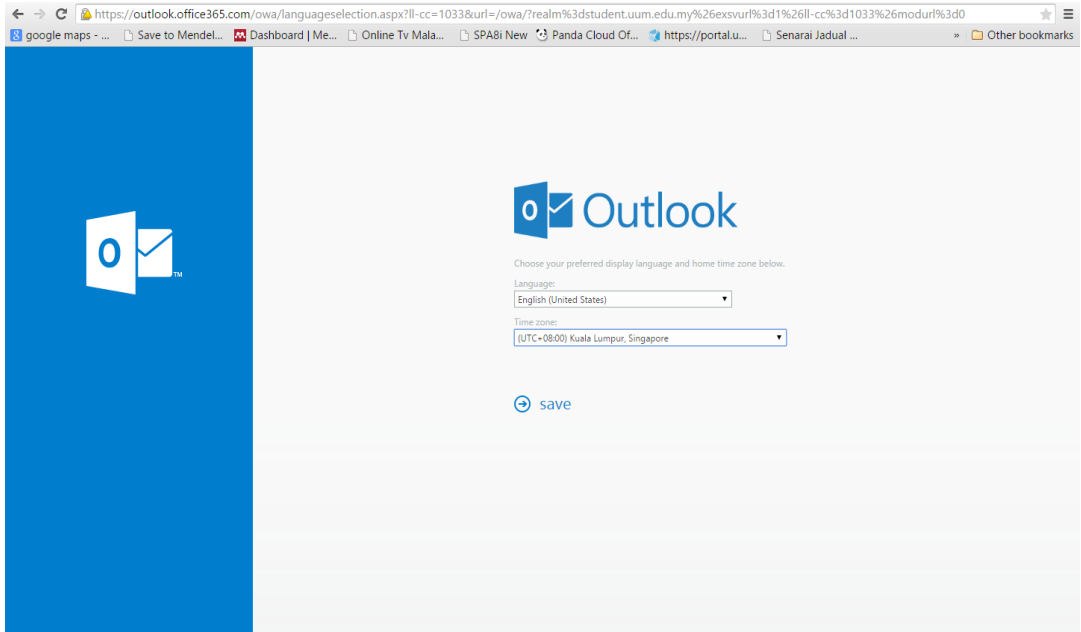 https://outlook.office365.com/owa/languageselection.aspx?ll-cc=1033&url=/owa/?realm%3dstudent.uum.edu.my%26exsvurl%3d1%26ll-cc%3d1033%26modurl%3d0
google maps - ... Save to Mendel... Dashboard | Me... Online Tv Mala... SPA8i New Panda Cloud Of... https://portal.u... Senarai Jadual ... » Other bookmarks
O TM
O Outlook
Choose your preferred display language and home time zone below.
Language:
English (United States)
Time zone:
(UTC+08:00) Kuala Lumpur, Singapore
save